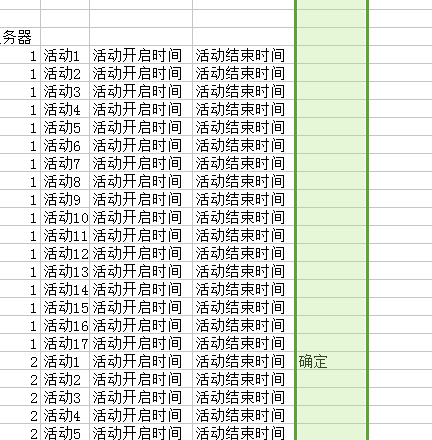 务器
1 活动1 活动开启时间 活动结束时间
1 活动2 活动开启时间 活动结束时间
1 活动3 活动开启时间 活动结束时间
1 活动4 活动开启时间 活动结束时间
1 活动5 活动开启时间 活动结束时间
1 活动6 活动开启时间 活动结束时间
1 活动7 活动开启时间 活动结束时间
1 活动8 活动开启时间 活动结束时间
1 活动9 活动开启时间 活动结束时间
1 活动10 活动开启时间 活动结束时间
1 活动11 活动开启时间 活动结束时间
1 活动12 活动开启时间 活动结束时间
1 活动13 活动开启时间 活动结束时间
1 活动14 活动开启时间 活动结束时间
1 活动15 活动开启时间 活动结束时间
1 活动16 活动开启时间 活动结束时间
1 活动17 活动开启时间 活动结束时间
2 活动1 活动开启时间 活动结束时间 确定
2 活动2 活动开启时间 活动结束时间
2 活动3 活动开启时间 活动结束时间
2 活动4 活动开启时间 活动结束时间
2 活动5 活动开启时间 活动结束时间